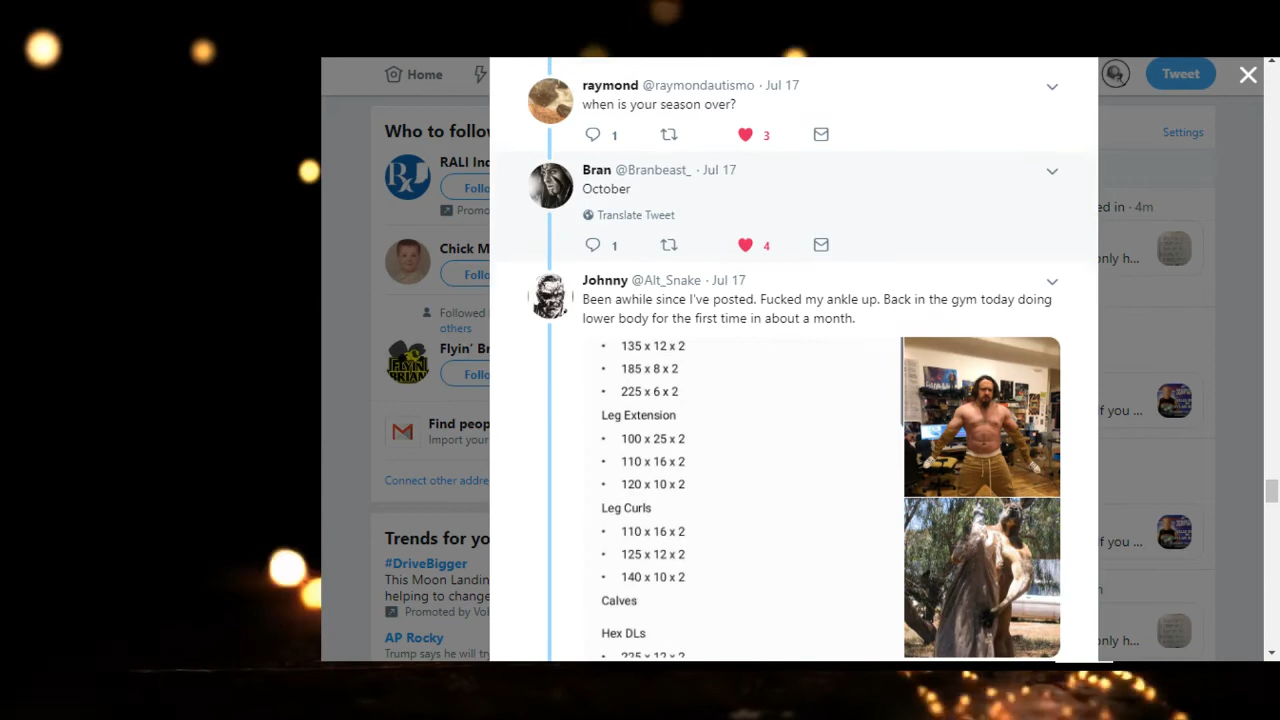 Home
Tweet
Who to follow
Settings
RALI Ind
Follo
Promo
Chick M
Follo
Followed
others
Flyin' Br
Follo
Find peop
Import your
Connect other addre
Trends for yo
#DriveBigger
This Moon Landin
helping to change
Promoted by Vol
AP Rocky
Trump says he will try
raymond @raymondautismo · Jul 17
when is your season over?
1 3
Bran @Branbeast_ · Jul 17
October
Translate Tweet
1 4
Johnny @Alt_Snake · Jul 17
Been awhile since I've posted. Fucked my ankle up. Back in the gym today doing
lower body for the first time in about a month.
• 135 x 12 x 2
• 185 x 8 x 2
• 225 x 6 x 2
Leg Extension
• 100 x 25 x 2
• 110 x 16 x 2
• 120 x 10 x 2
Leg Curls
• 110 x 16 x 2
• 125 x 12 x 2
• 140 x 10 x 2
Calves
Hex DLs
• 225 x 12 x 2
ed in · 4m
only h...
f you ...
f you ...
only h...